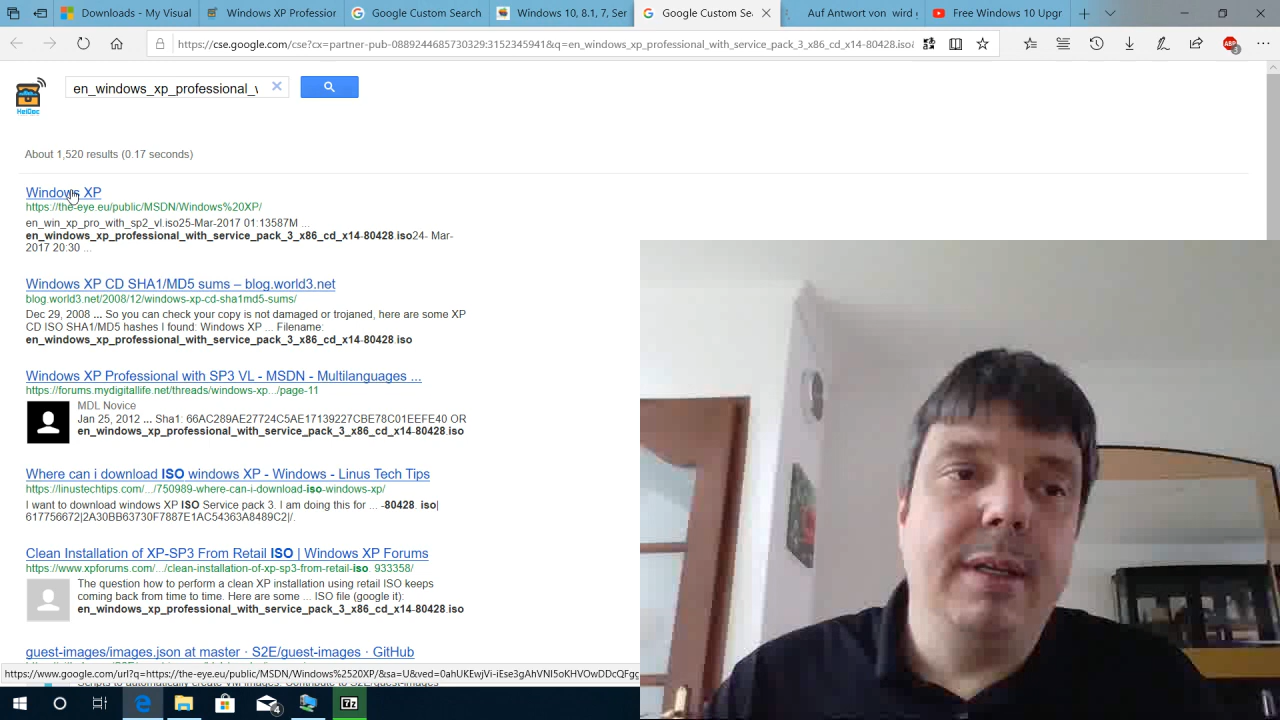 Download
Windows XP Profession
Google Custom Search
Windows 10, 8.1, 7, Ser
Google Custom Sear
Auf Antwort von wird
Free Windows 10 Upgr
https://cse.google.com/cse?cx=partner-pub-0889244685730329:3152345941&q=en_windows_xp_professional_with_service_pack_3_x86_cd_x14-80428.iso&
ABP
3
HeiDoc
en_windows_xp_professional_w
About 1,520 results (0.17 seconds)
Windows XP
https://the-eye.eu/public/MSDN/Windows%20XP/
en_win_xp_pro_with_sp2_vl.iso25-Mar-2017 01:13587M ...
en_windows_xp_professional_with_service_pack_3_x86_cd_x14-80428.iso24- Mar-
2017 20:30 ...
Windows XP CD SHA1/MD5 sums – blog.world3.net
blog.world3.net/2008/12/windows-xp-cd-sha1md5-sums/
Dec 29, 2008 ... So you can check your copy is not damaged or trojaned, here are some XP
CD ISO SHA1/MD5 hashes I found: Windows XP ... Filename:
en_windows_xp_professional_with_service_pack_3_x86_cd_x14-80428.iso
Windows XP Professional with SP3 VL - MSDN - Multilanguages ...
https://forums.mydigitallife.net/threads/windows-xp.../page-11
MDL Novice
Jan 25, 2012 ... Sha1: 66AC289AE27724C5AE17139227CBE78C01EEFE40 OR
en_windows_xp_professional_with_service_pack_3_x86_cd_x14-80428.iso
Where can i download ISO windows XP - Windows - Linus Tech Tips
https://linustechtips.com/.../750989-where-can-i-download-iso-windows-xp/
I want to download windows XP ISO Service pack 3. I am doing this for ... -80428. iso|
617756672|2A30BB63730F7887E1AC54363A8489C2|/.
Clean Installation of XP-SP3 From Retail ISO | Windows XP Forums
https://www.xpforums.com/.../clean-installation-of-xp-sp3-from-retail-iso.933358/
The question how to perform a clean XP installation using retail ISO keeps
coming back from time to time. Here are some ... ISO file (google it):
en_windows_xp_professional_with_service_pack_3_x86_cd_x14-80428.iso
guest-images/images.json at master · S2E/guest-images · GitHub
https://www.google.com/url?q=https://the-eye.eu/public/MSDN/Windows%2520XP/&sa=U&ved=0ahUKEwjVi-iEse3gAhVNI5oKHVOwDDcQFgg
4
7z